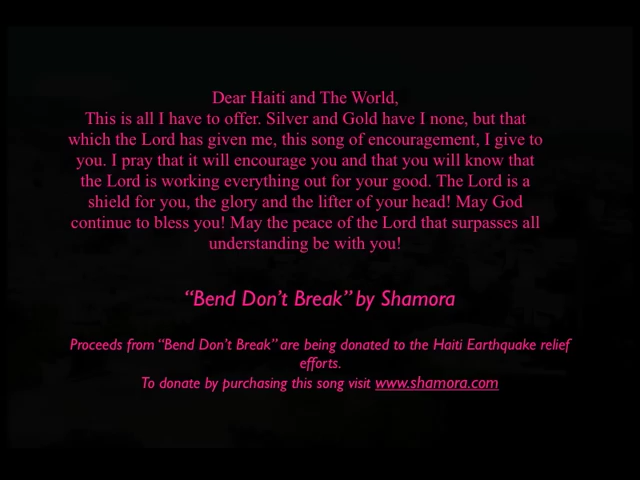 Dear Haiti and The World,
This is all I have to offer. Silver and Gold have I none, but that
which the Lord has given me, this song of encouragement, I give to
you. I pray that it will encourage you and that you will know that
the Lord is working everything out for your good. The Lord is a
shield for you, the glory and the lifter of your head! May God
continue to bless you! May the peace of the Lord that surpasses all
understanding be with you!
“Bend Don’t Break” by Shamora
Proceeds from “Bend Don’t Break” are being donated to the Haiti Earthquake relief
efforts.
To donate by purchasing this song visit www.shamora.com